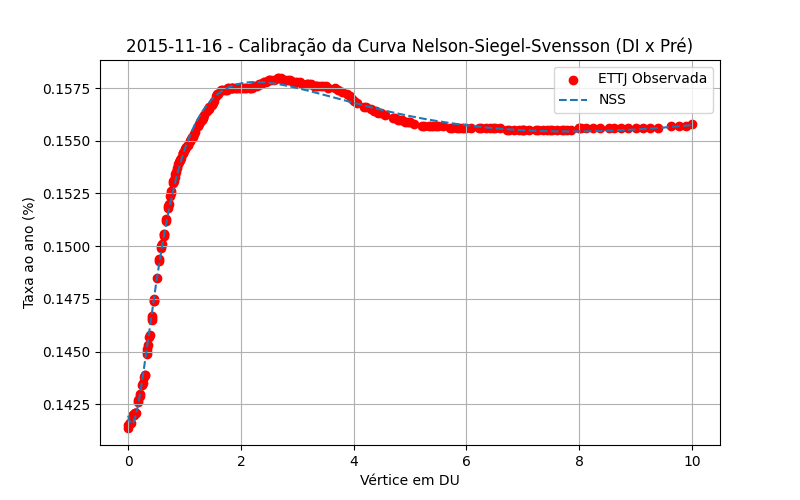 2015-11-16 - Calibração da Curva Nelson-Siegel-Svensson (DI x Pré)
ETTJ Observada
NSS
Taxa ao ano (%)
0.1575
0.1550
0.1525
0.1500
0.1475
0.1450
0.1425
0 2 4 6 8 10
Vértice em DU